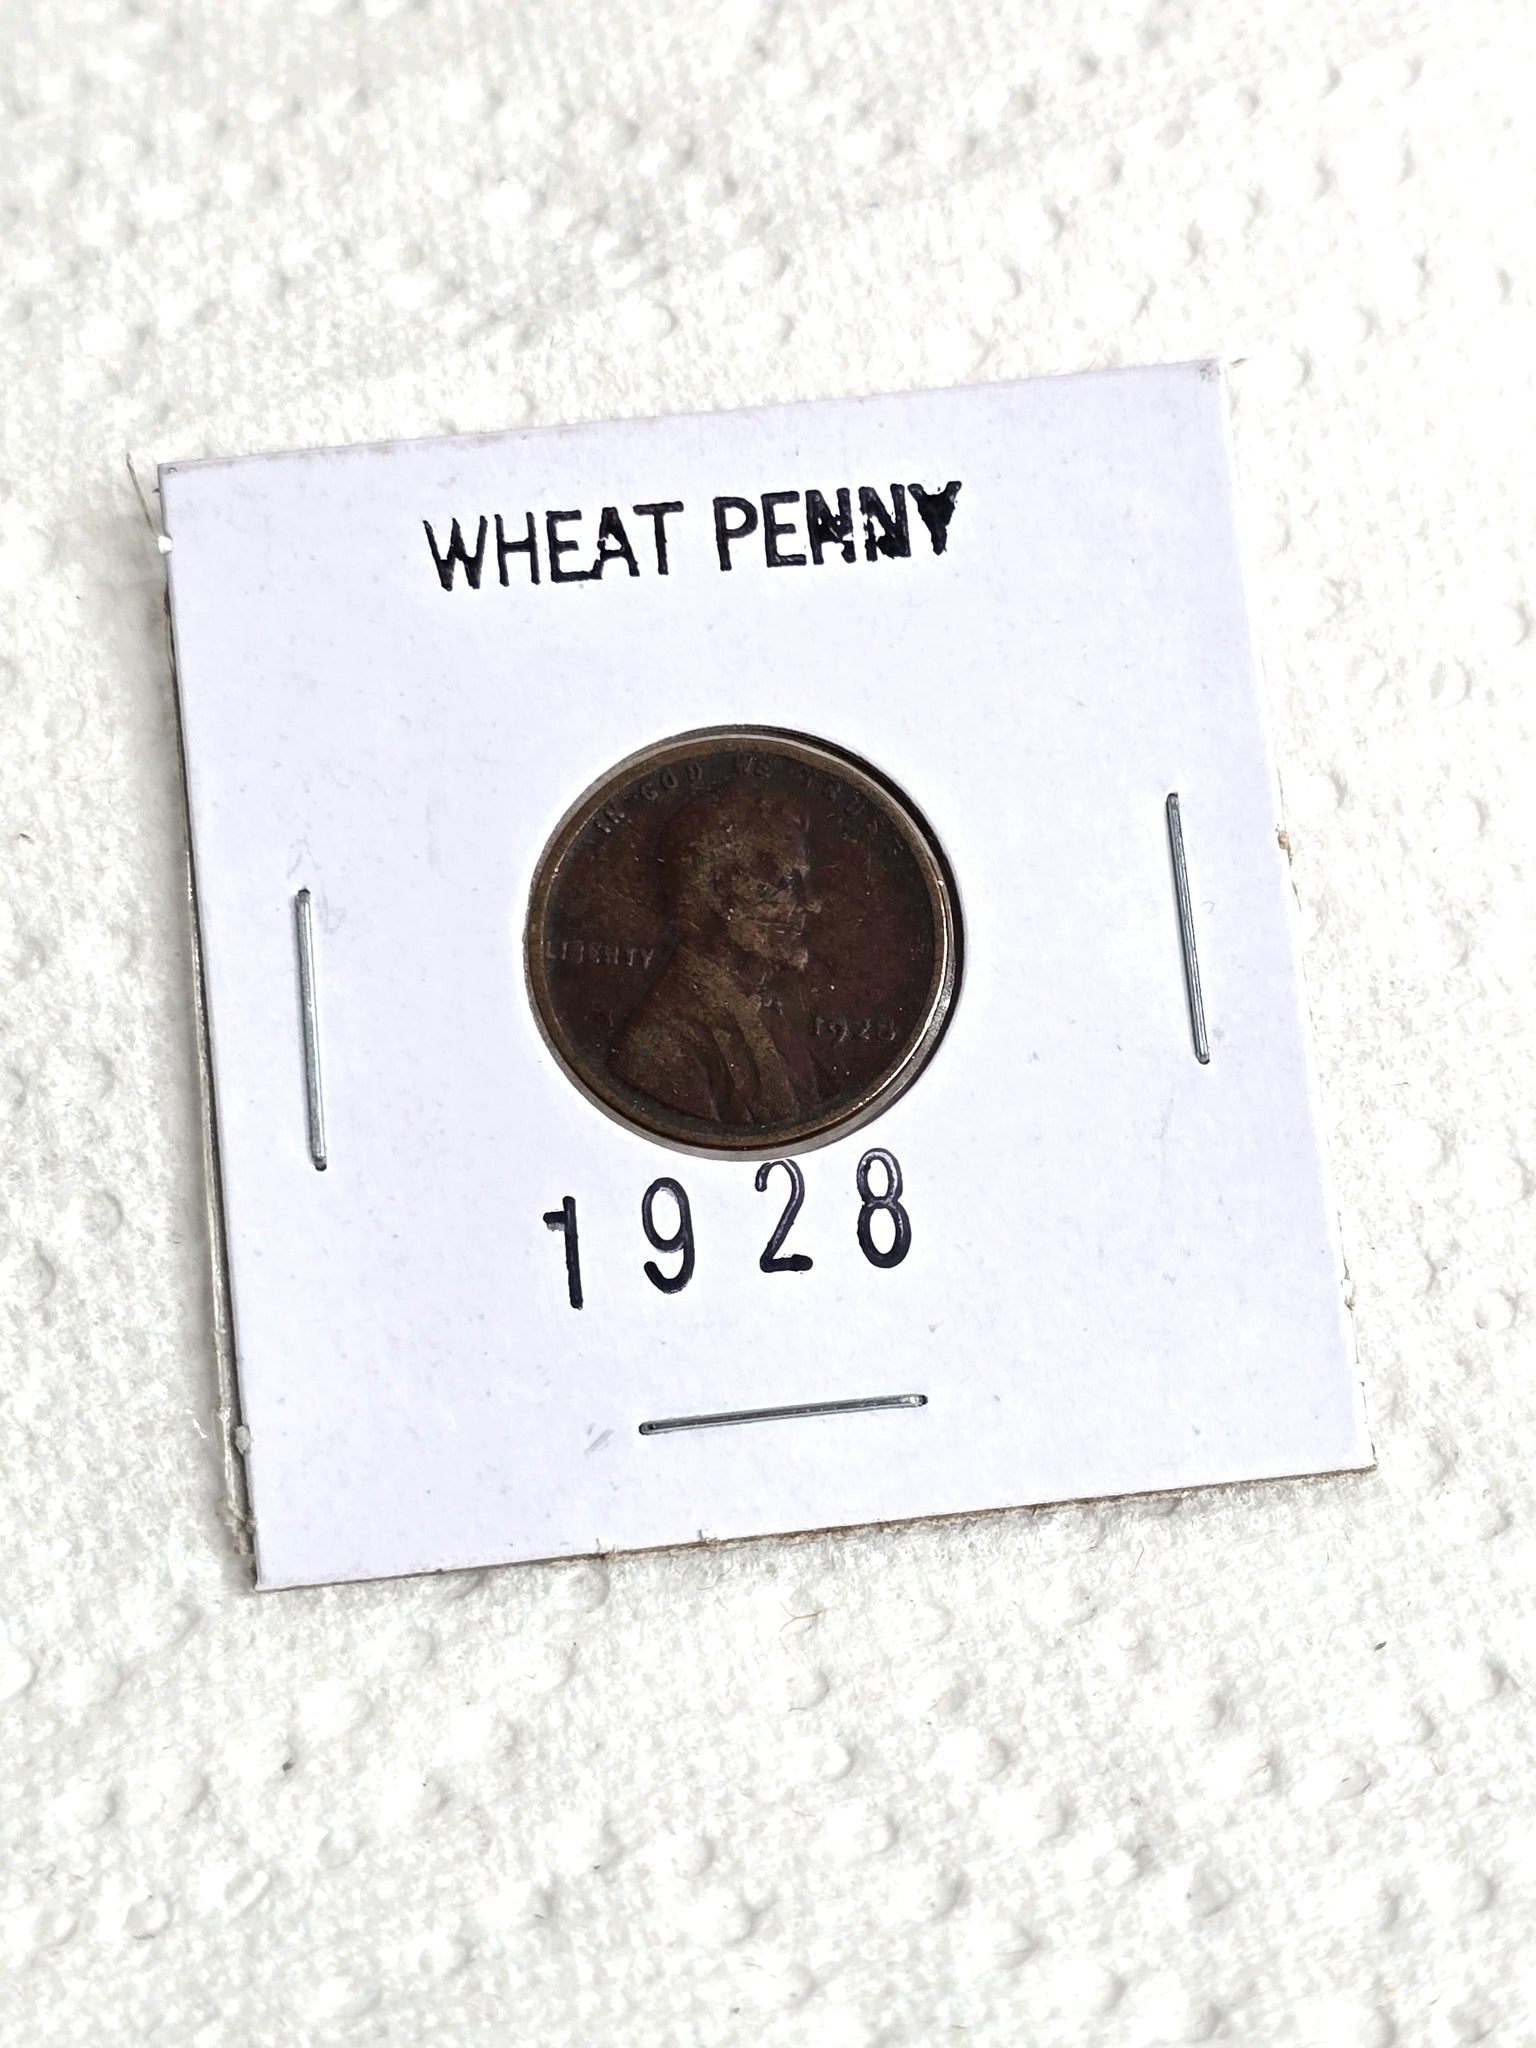 WHEAT PENNY
IN GOD WE TRUST
LIBERTY
1928
1928